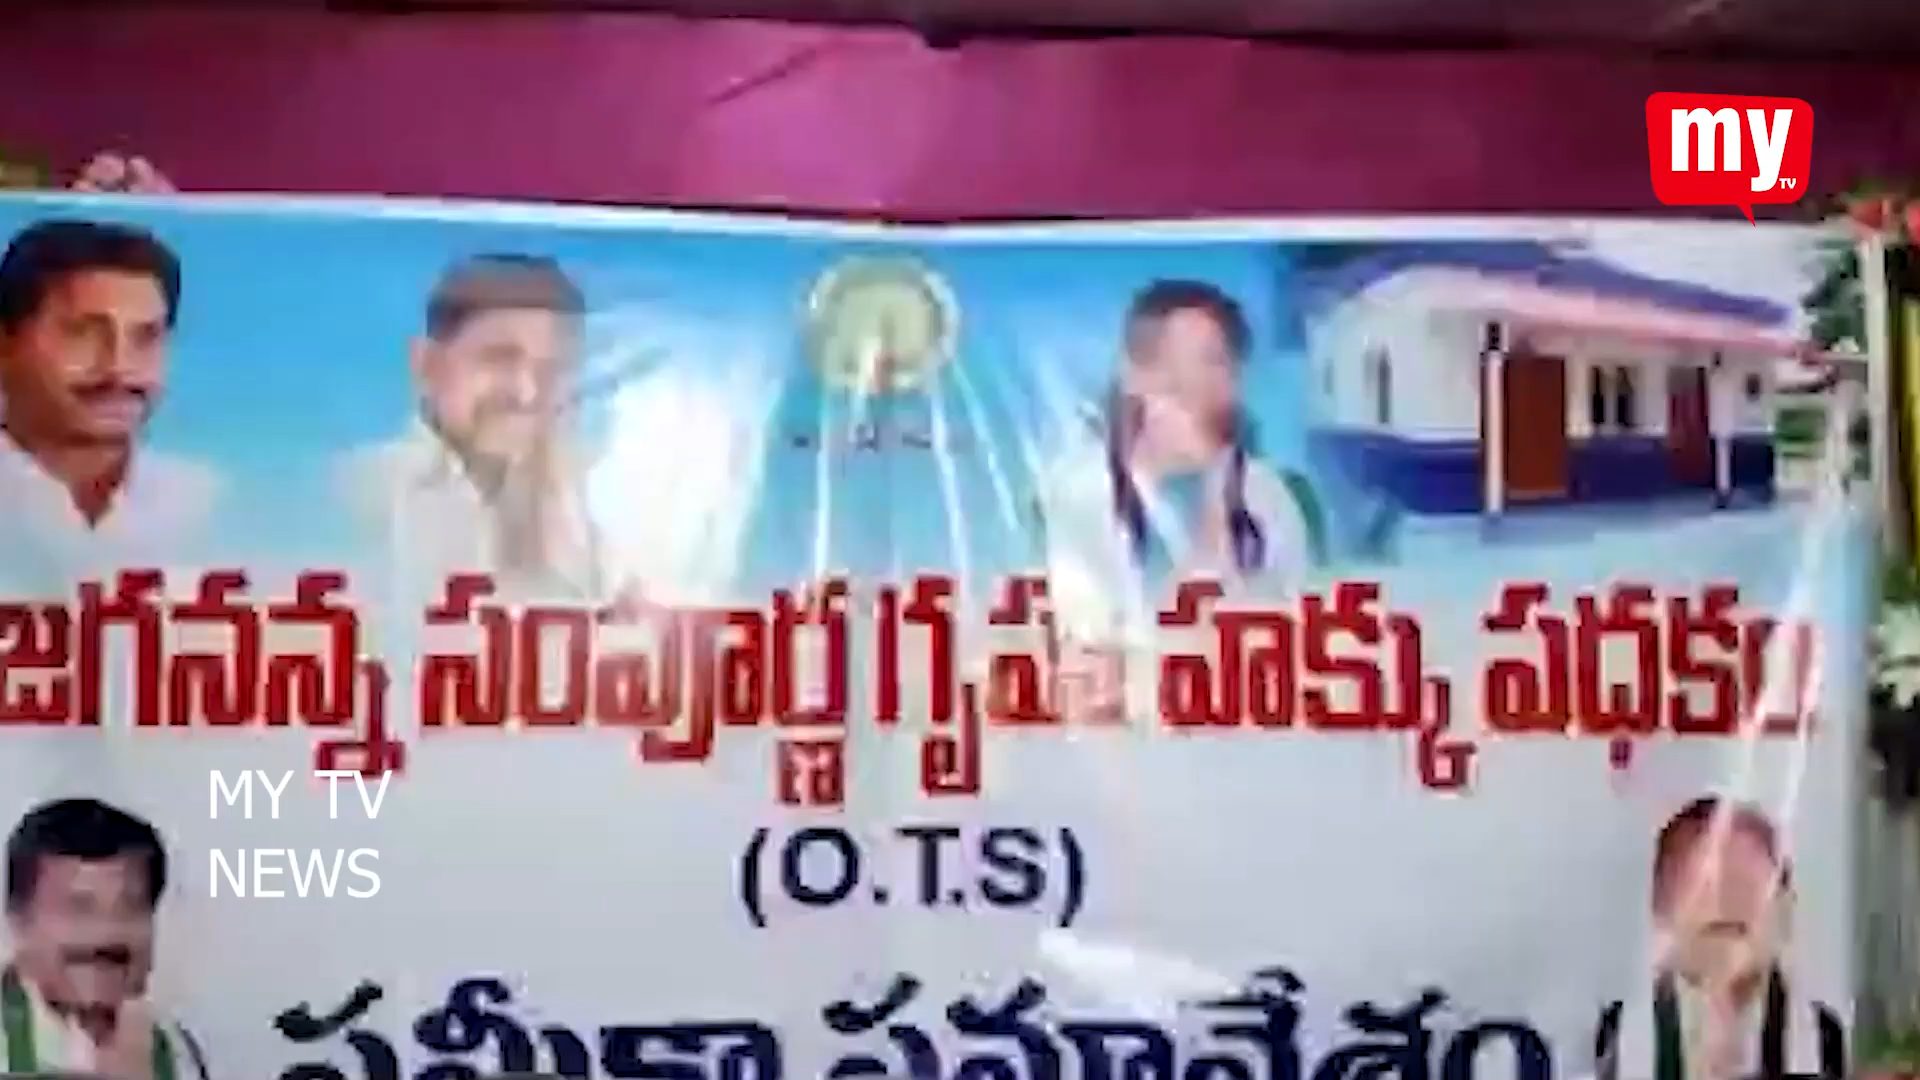 my TV
జగనన్న సంపూర్ణ గృహ హక్కు పథకం
MY TV
NEWS
(O.T.S)
సమీక్షా సమావేశం